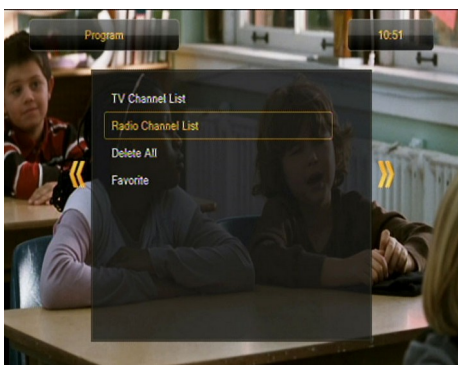 Program
10:51
TV Channel List
Radio Channel List
Delete All
Favorite